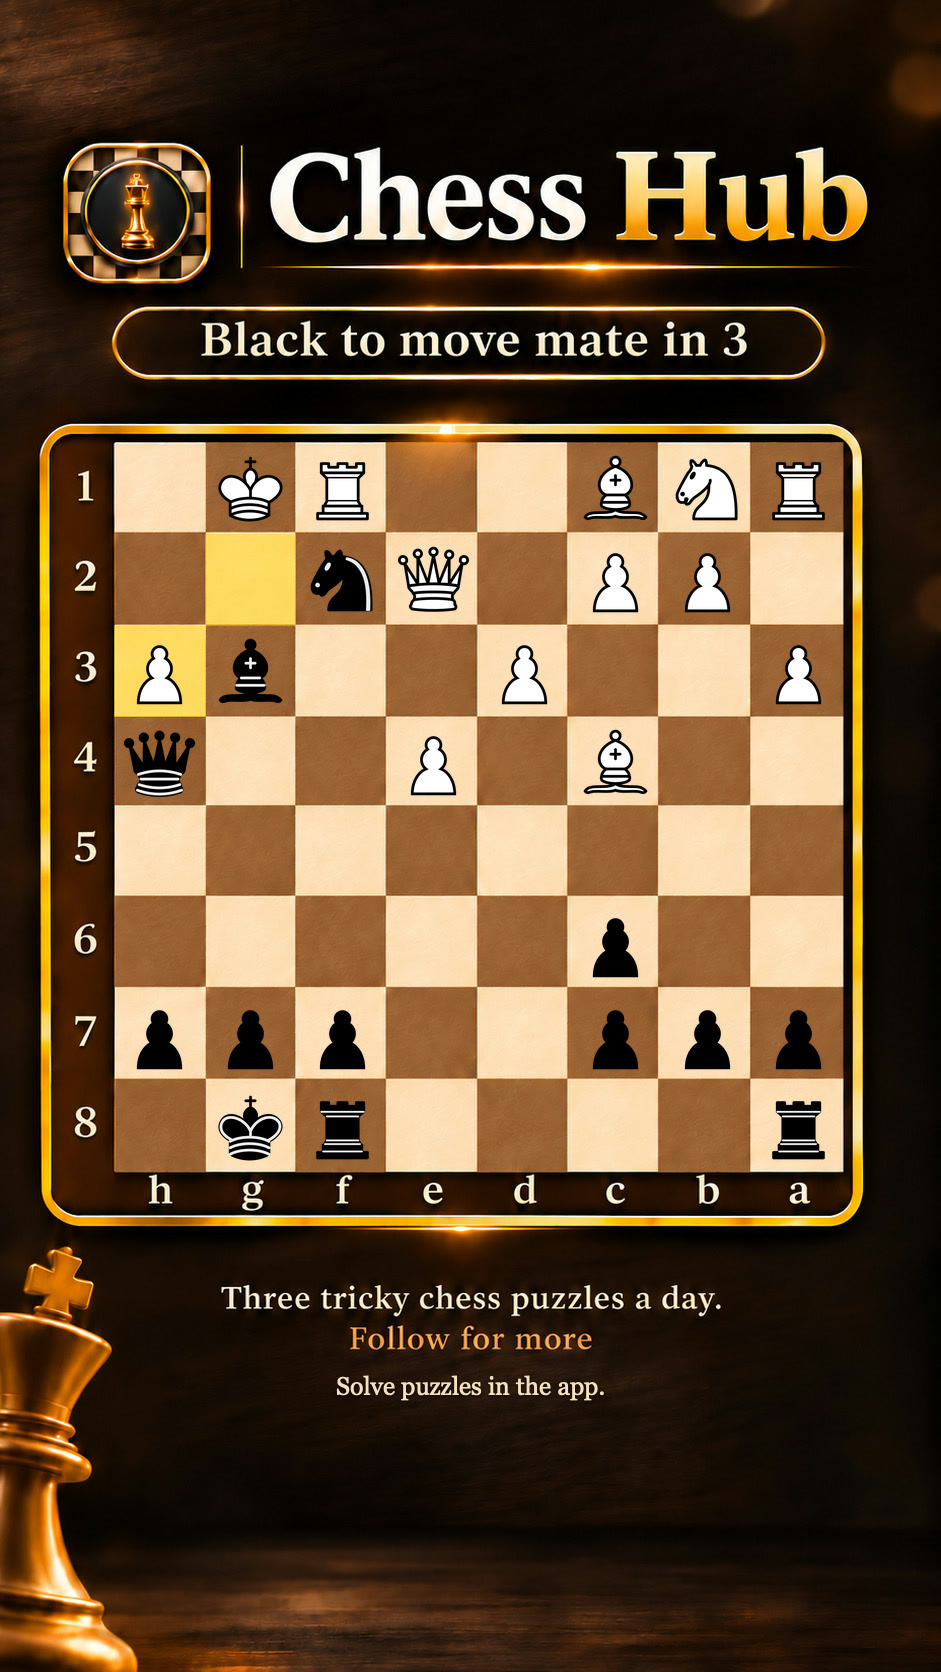 Chess Hub
Black to move mate in 3
1
2
3
4
5
6
7
8
h g f e d c b a
Three tricky chess puzzles a day.
Follow for more
Solve puzzles in the app.